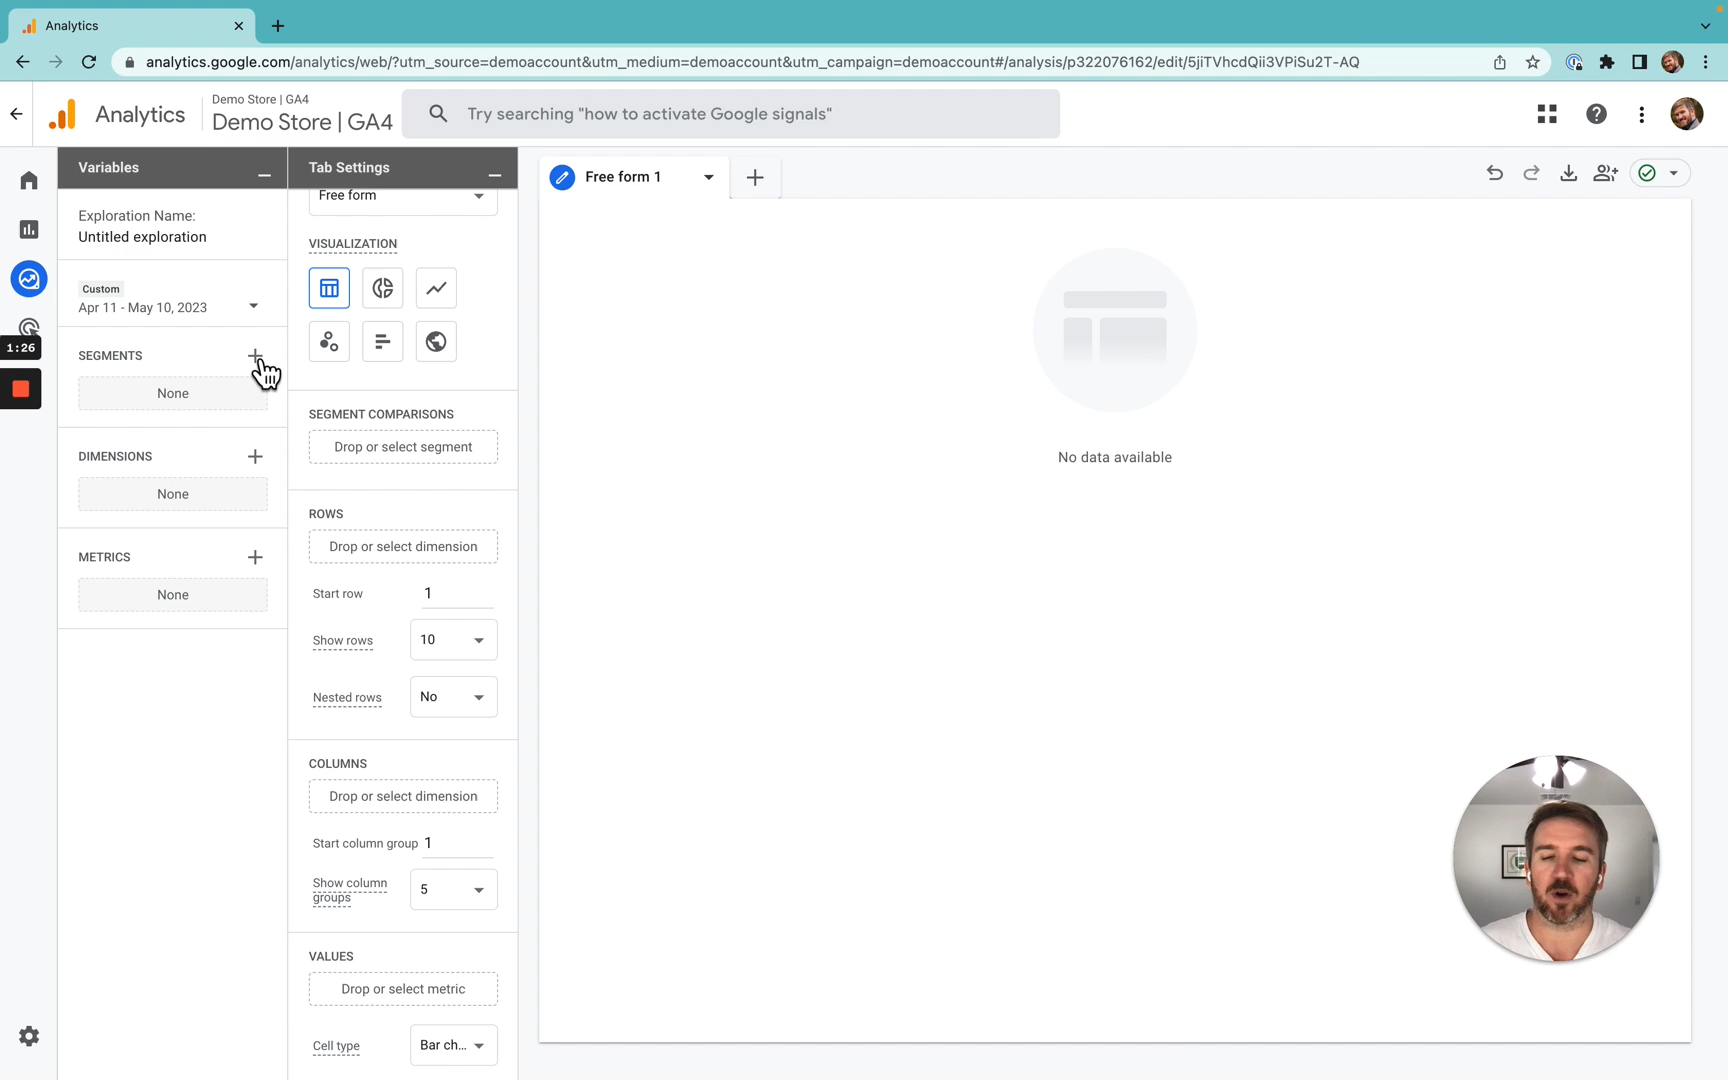 Analytics
analytics.google.com/analytics/web/?utm_source=demoaccount&utm_medium=demoaccount&utm_campaign=demoaccount#/analysis/p322076162/edit/5jiTVhcdQii3VPiSu2T-AQ
Analytics
Demo Store | GA4
Demo Store | GA4
Try searching "how to activate Google signals"
Variables
Exploration Name:
Untitled exploration
Custom
Apr 11 - May 10, 2023
1:26
SEGMENTS
None
DIMENSIONS
None
METRICS
None
Tab Settings
Free form
VISUALIZATION
SEGMENT COMPARISONS
Drop or select segment
ROWS
Drop or select dimension
Start row 1
Show rows 10
Nested rows No
COLUMNS
Drop or select dimension
Start column group 1
Show column
groups
5
VALUES
Drop or select metric
Cell type Bar ch...
Free form 1
No data available